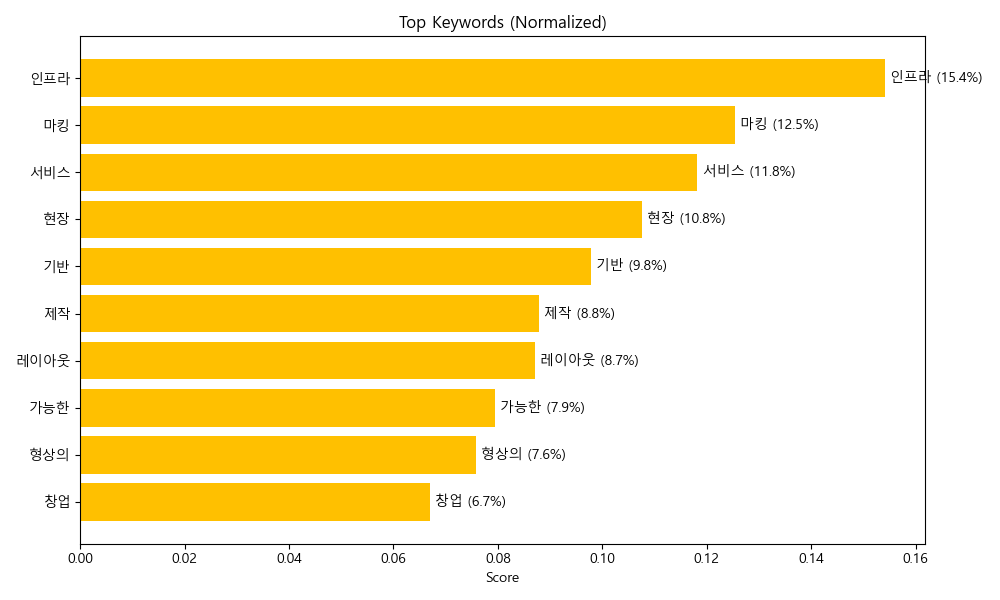 Top Keywords (Normalized)
인프라 인프라 (15.4%)
마킹 마킹 (12.5%)
서비스 서비스 (11.8%)
현장 현장 (10.8%)
기반 기반 (9.8%)
제작 제작 (8.8%)
레이아웃 레이아웃 (8.7%)
가능한 가능한 (7.9%)
형상의 형상의 (7.6%)
창업 창업 (6.7%)
0.00 0.02 0.04 0.06 0.08 0.10 0.12 0.14 0.16
Score